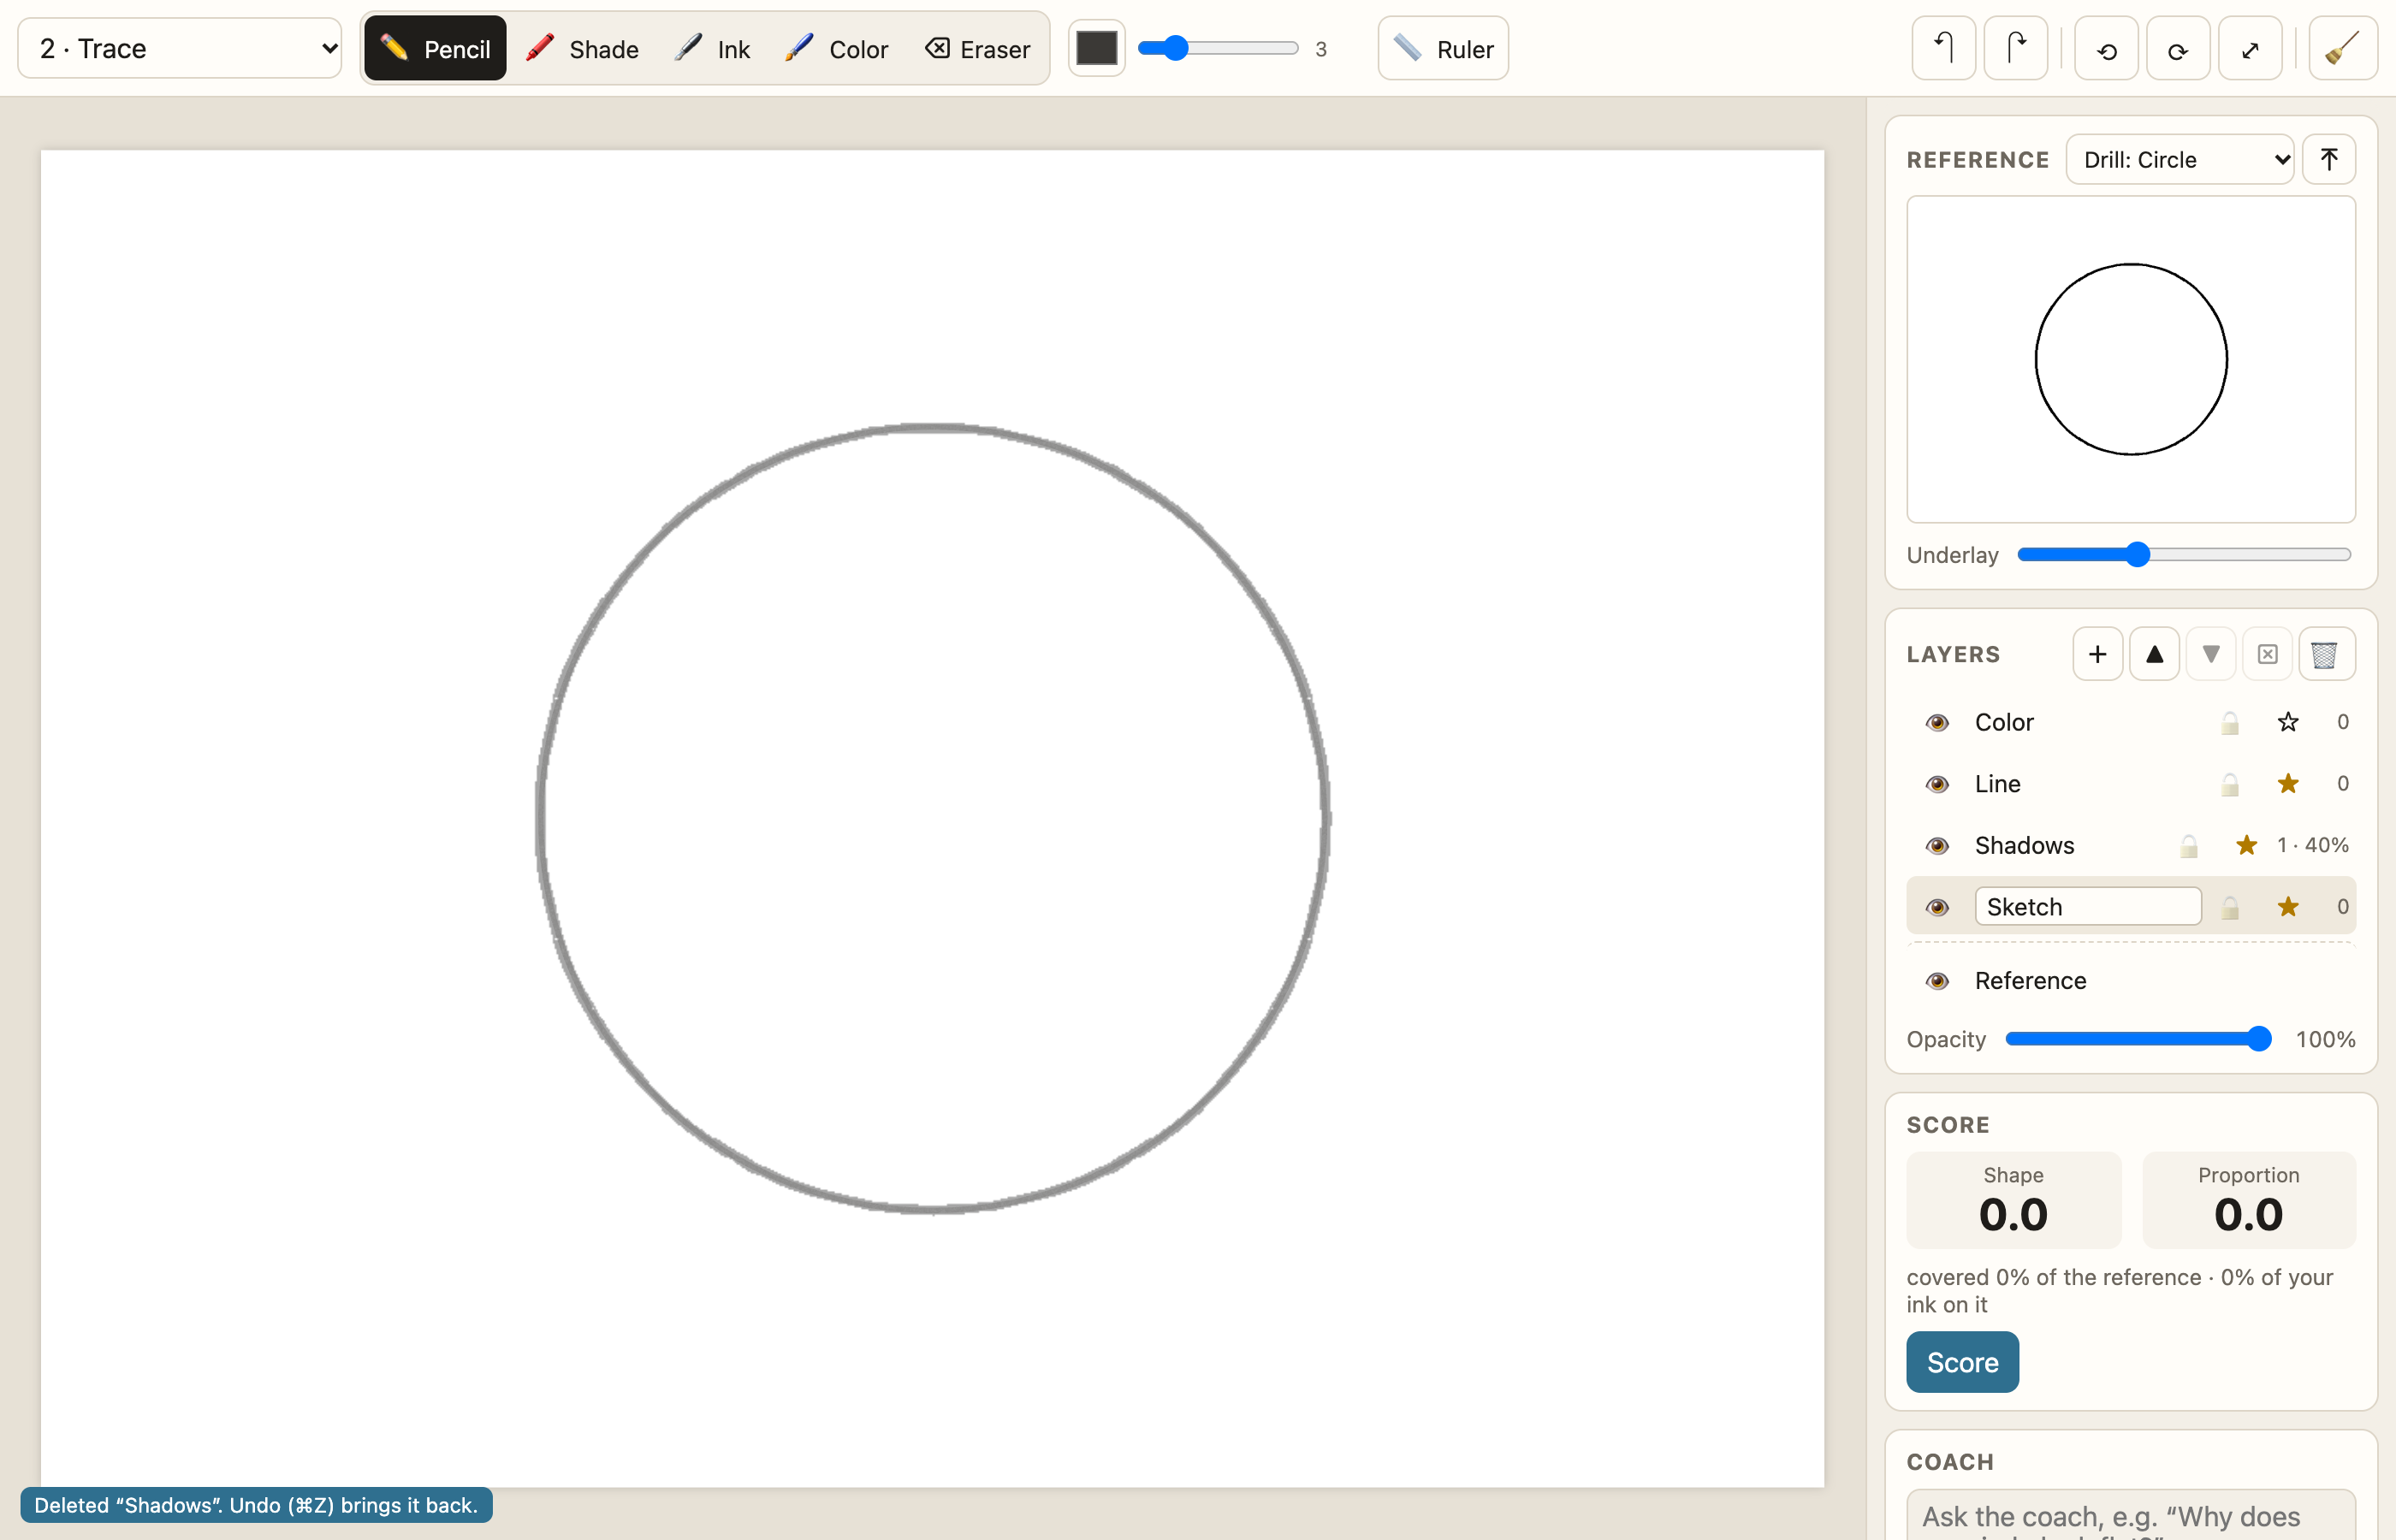 2 · Trace
Pencil
Shade
Ink
Color
Eraser
3
Ruler
REFERENCE
Drill: Circle
Underlay
LAYERS
Color
0
Line
0
Shadows
1 · 40%
Sketch
0
Reference
Opacity
100%
SCORE
Shape
0.0
Proportion
0.0
covered 0% of the reference · 0% of your
ink on it
Score
COACH
Ask the coach, e.g. “Why does
Deleted “Shadows”. Undo (⌘Z) brings it back.